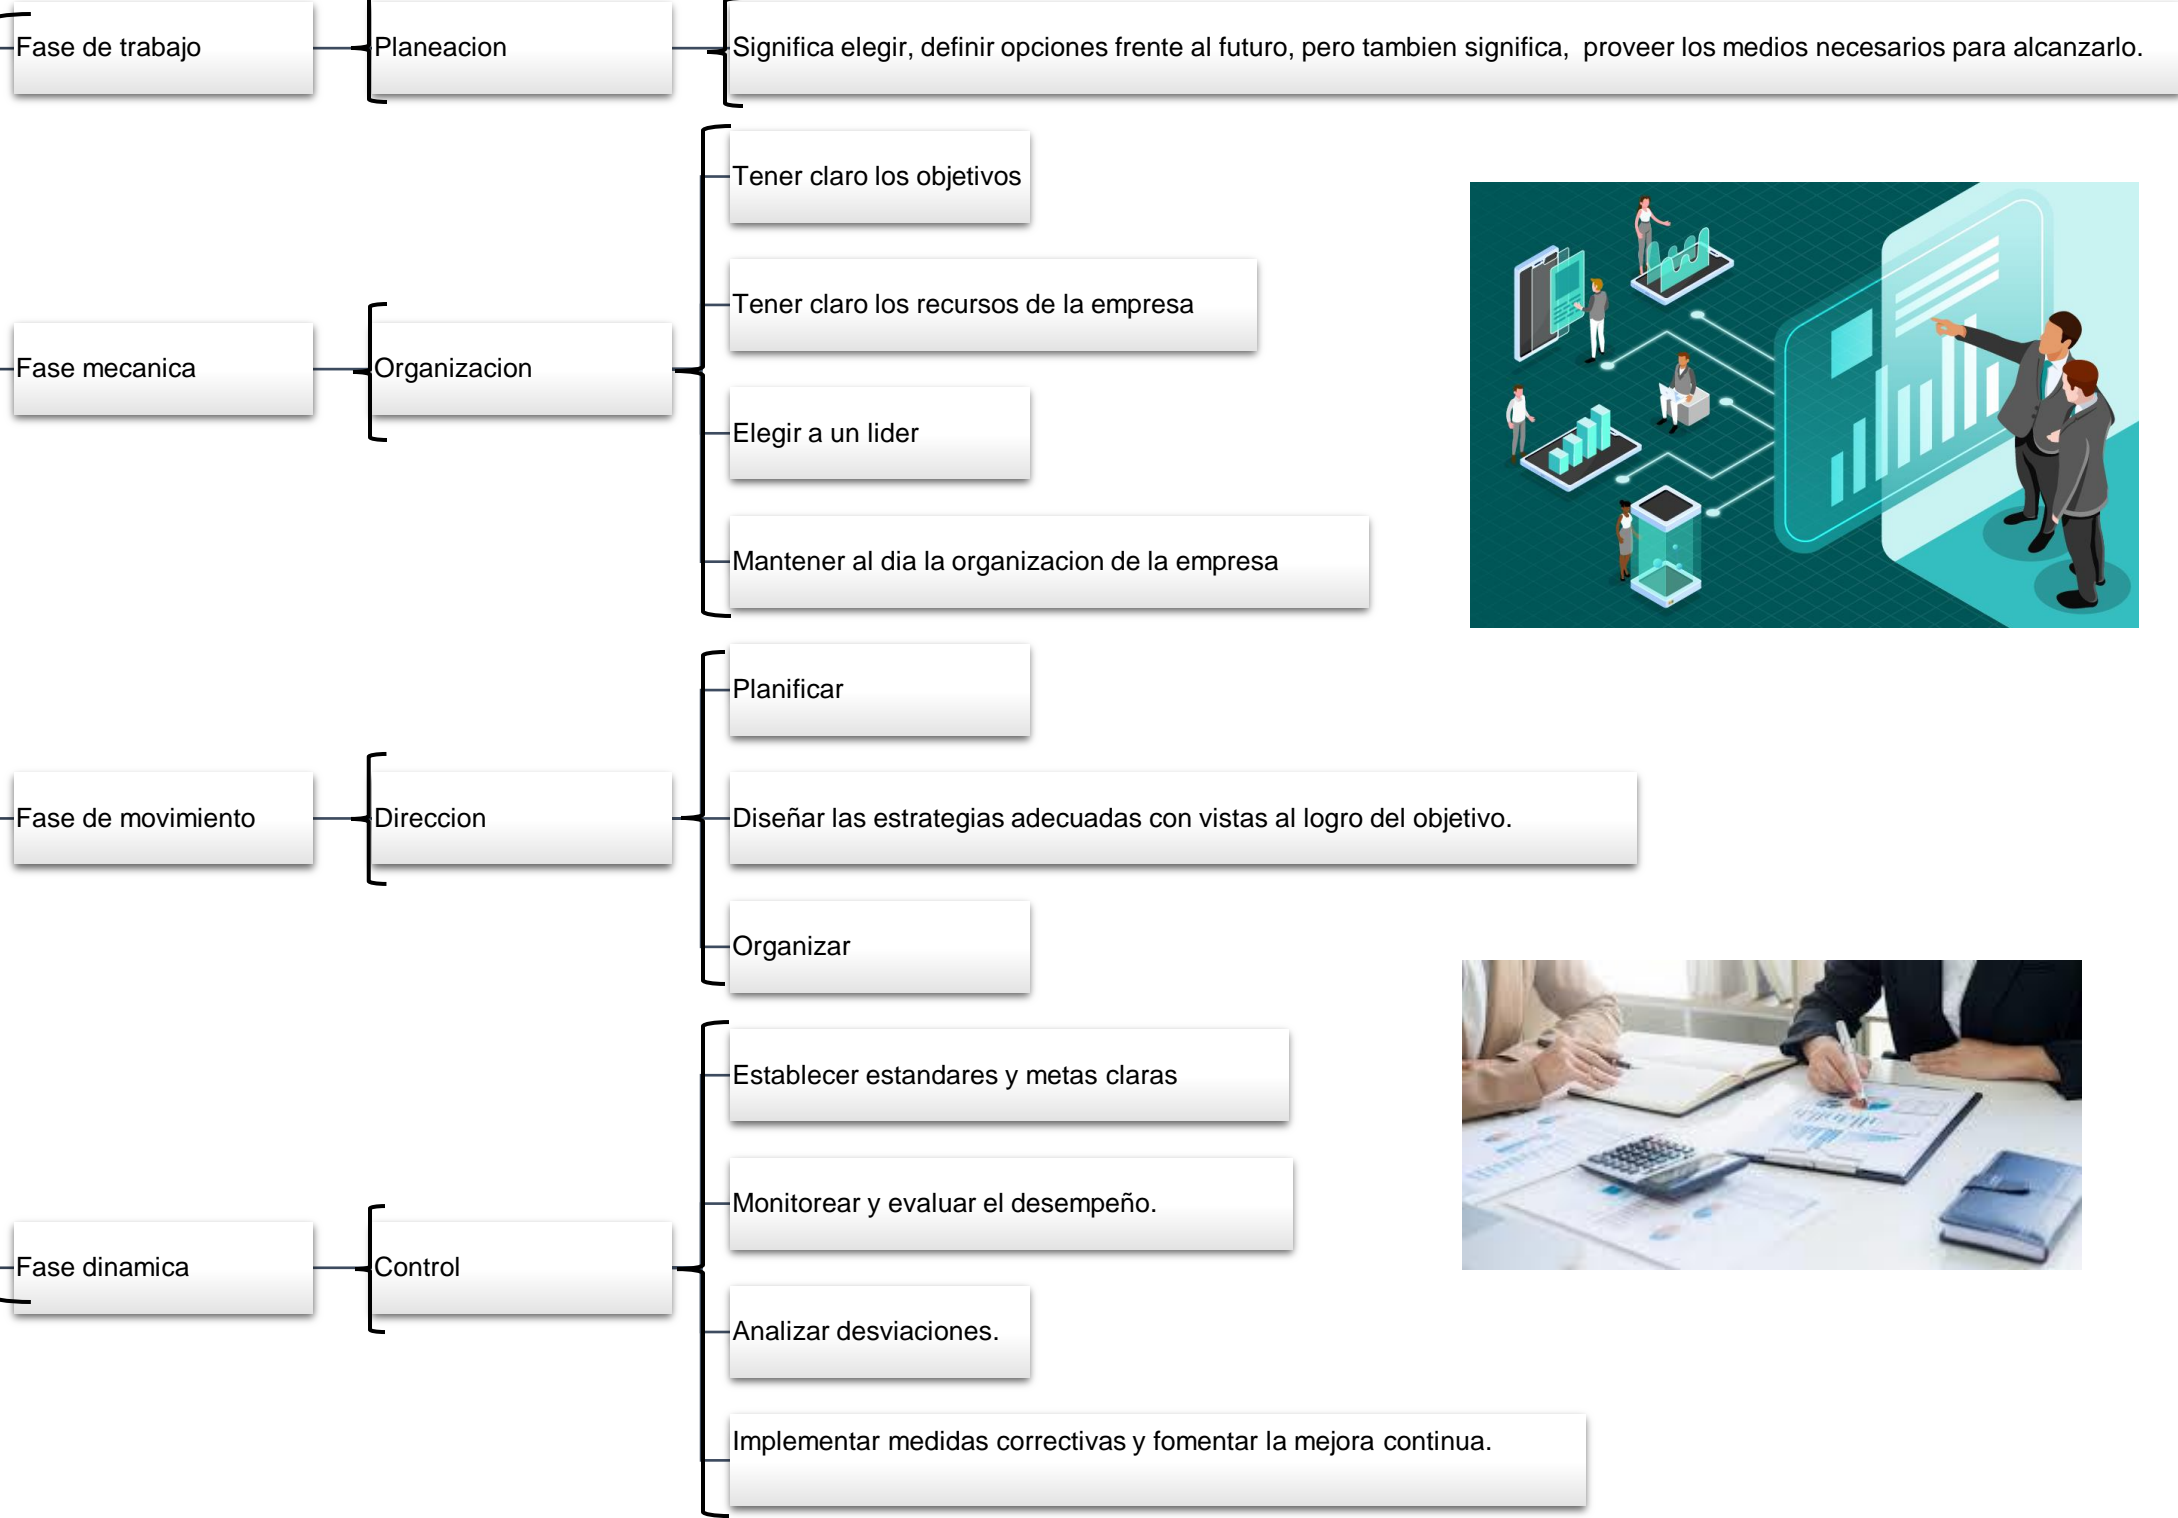 Fase de trabajo
Planeacion
Significa elegir, definir opciones frente al futuro, pero tambien significa,  proveer los medios necesarios para alcanzarlo.
Fase mecanica
Organizacion
Tener claro los objetivos
Tener claro los recursos de la empresa
Elegir a un lider
Mantener al dia la organizacion de la empresa
Fase de movimiento
Direccion
Planificar
Diseñar las estrategias adecuadas con vistas al logro del objetivo.
Organizar
Fase dinamica
Control
Establecer estandares y metas claras
Monitorear y evaluar el desempeño.
Analizar desviaciones.
Implementar medidas correctivas y fomentar la mejora continua.